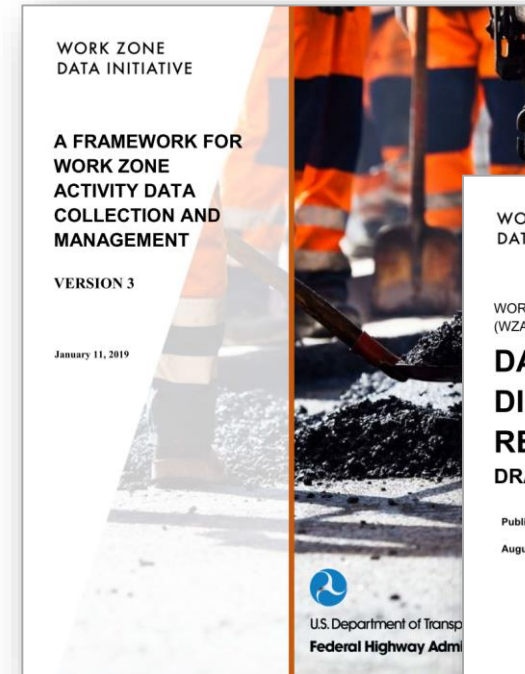 WORK ZONE
DATA INITIATIVE
A FRAMEWORK FOR
WORK ZONE
ACTIVITY DATA
COLLECTION AND
MANAGEMENT
VERSION 3
January 11, 2019
U.S. Department of Transp
Federal Highway Admi
WO
DAT
WOR
(WZA
DA
DI
RE
DRA
Publi
Augu